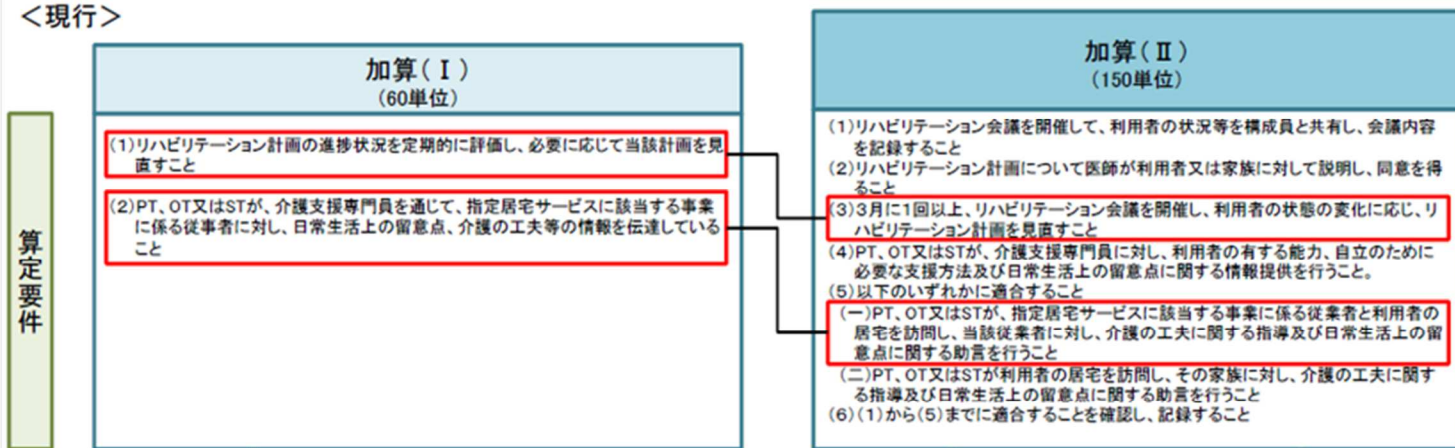 <現行>
加算(Ⅰ)
(60単位)
加算(Ⅱ)
(150単位)
算定要件
(1)リハビリテーション計画の進捗状況を定期的に評価し、必要に応じて当該計画を見
直すこと
(2)PT、OT又はSTが、介護支援専門員を通じて、指定居宅サービスに該当する事業
に係る従事者に対し、日常生活上の留意点、介護の工夫等の情報を伝達している
こと
(1)リハビリテーション会議を開催して、利用者の状況等を構成員と共有し、会議内容
を記録すること
(2)リハビリテーション計画について医師が利用者又は家族に対して説明し、同意を得
ること
(3)3月に1回以上、リハビリテーション会議を開催し、利用者の状態の変化に応じ、リ
ハビリテーション計画を見直すこと
(4)PT、OT又はSTが、介護支援専門員に対し、利用者の有する能力、自立のために
必要な支援方法及び日常生活上の留意点に関する情報提供を行うこと。
(5)以下のいずれかに適合すること
(一)PT、OT又はSTが、指定居宅サービスに該当する事業に係る従業者と利用者の
居宅を訪問し、当該従業者に対し、介護の工夫に関する指導及び日常生活上の留
意点に関する助言を行うこと
(二)PT、OT又はSTが利用者の居宅を訪問し、その家族に対し、介護の工夫に関す
る指導及び日常生活上の留意点に関する助言を行うこと
(6)(1)から(5)までに適合することを確認し、記録すること